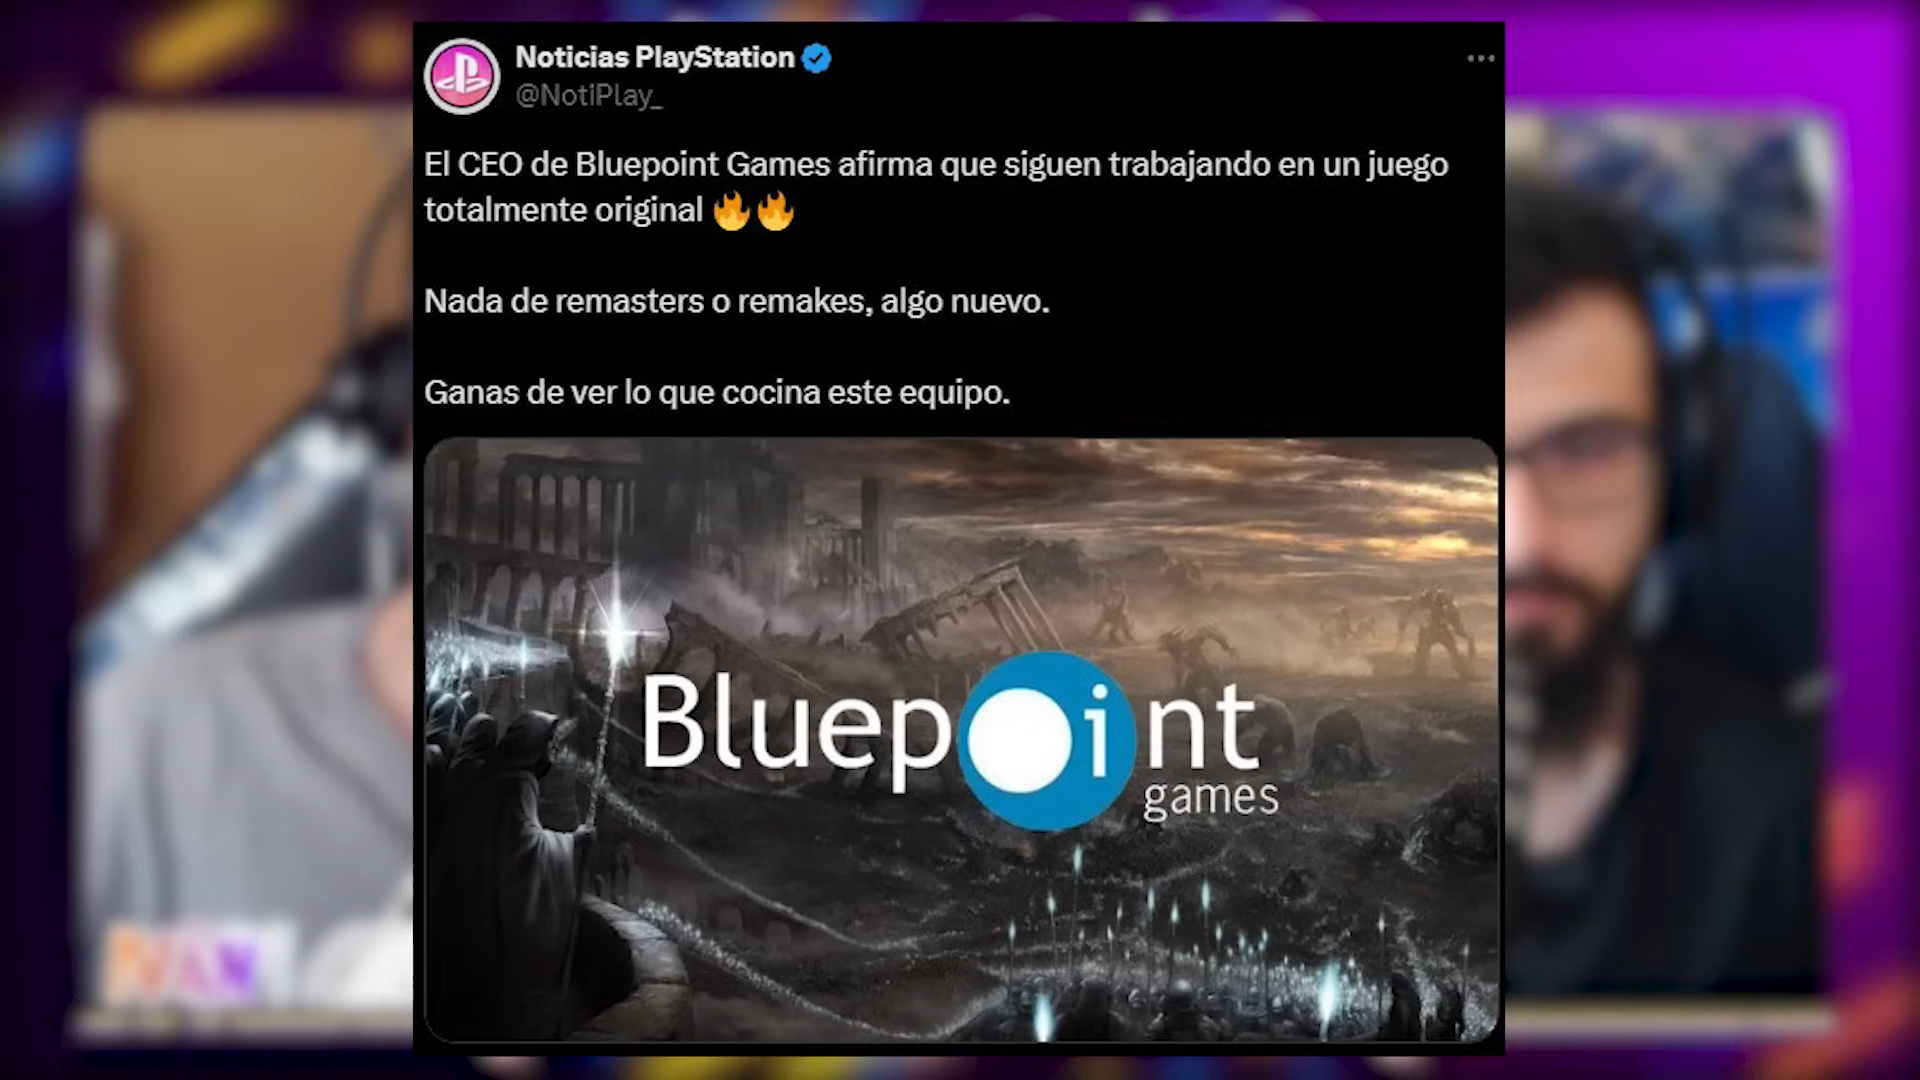 Noticias PlayStation
@NotiPlay_
El CEO de Bluepoint Games afirma que siguen trabajando en un juego
totalmente original 🔥🔥
Nada de remasters o remakes, algo nuevo.
Ganas de ver lo que cocina este equipo.
Bluepoint
games
IVAN